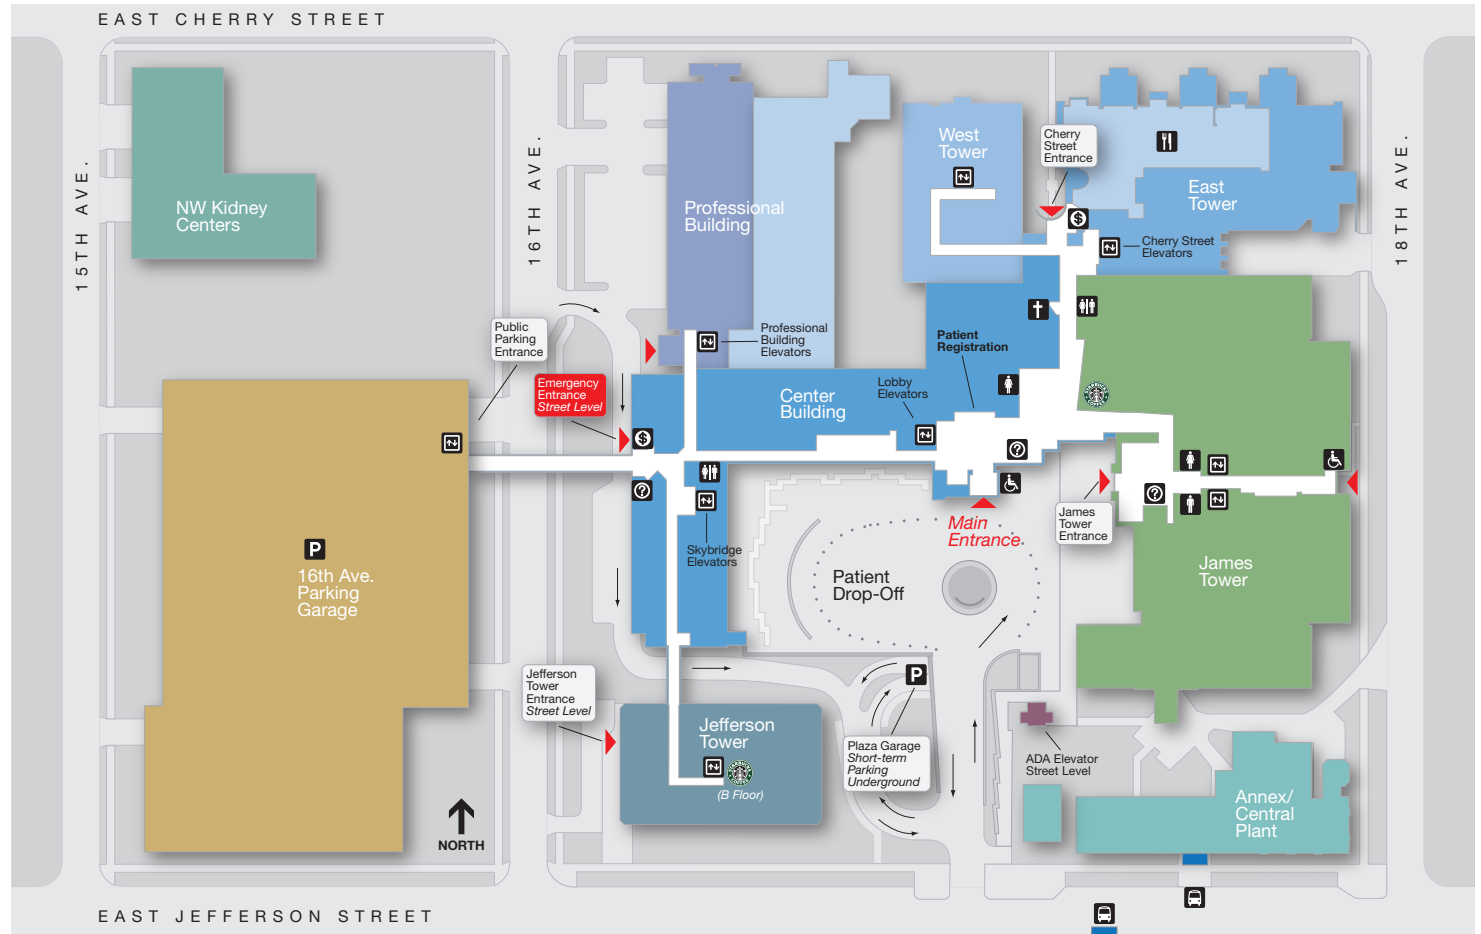 EAST CHERRY STREET
15TH AVE.
16TH AVE.
18TH AVE.
NW Kidney
Centers
Professional
Building
West
Tower
Cherry
Street
Entrance
East
Tower
Cherry Street
Elevators
Public
Parking
Entrance
Professional
Building
Elevators
Patient
Registration
Emergency
Entrance
Street Level
Center
Building
Lobby
Elevators
$
$
?
?
?
Skybridge
Elevators
Main
Entrance
James
Tower
Entrance
P
16th Ave.
Parking
Garage
Patient
Drop-Off
James
Tower
Jefferson
Tower
Entrance
Street Level
Jefferson
Tower
(B Floor)
P
Plaza Garage
Short-term
Parking
Underground
ADA Elevator
Street Level
Annex/
Central
Plant
NORTH
EAST JEFFERSON STREET